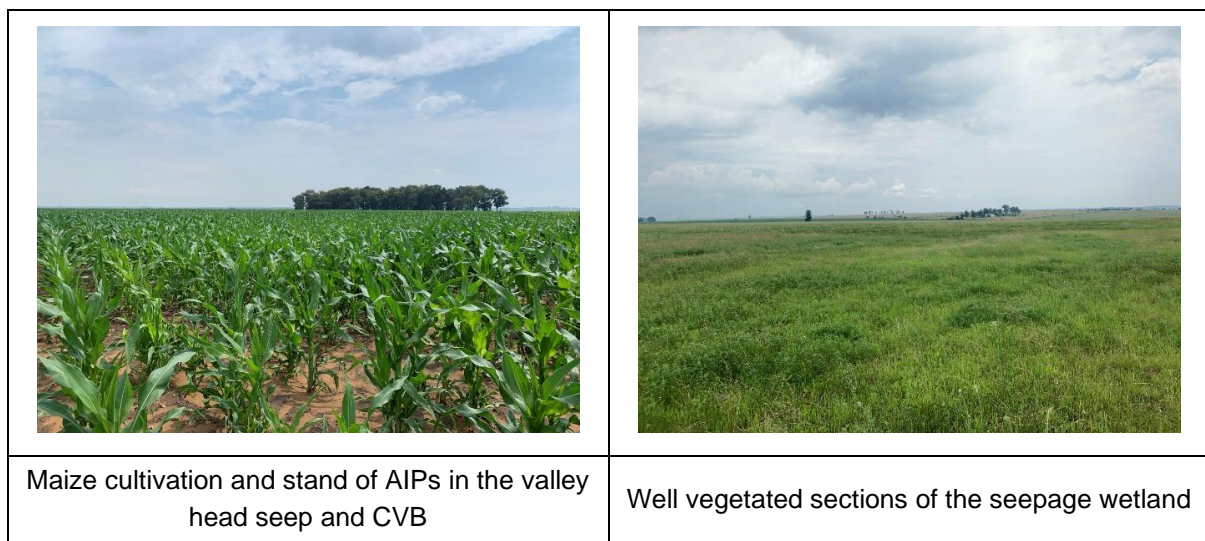 Maize cultivation and stand of AIPs in the valley
head seep and CVB
Well vegetated sections of the seepage wetland